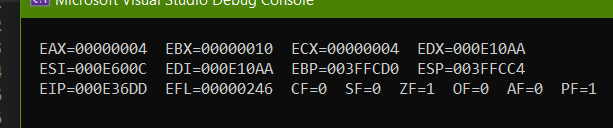 Microsoft Visual Studio Debug Console
EAX=00000004 EBX=00000010 ECX=00000004 EDX=000E10AA
ESI=000E600C EDI=000E10AA EBP=003FFCD0 ESP=003FFCC4
EIP=000E36DD EFL=00000246 CF=0 SF=0 ZF=1 OF=0 AF=0 PF=1